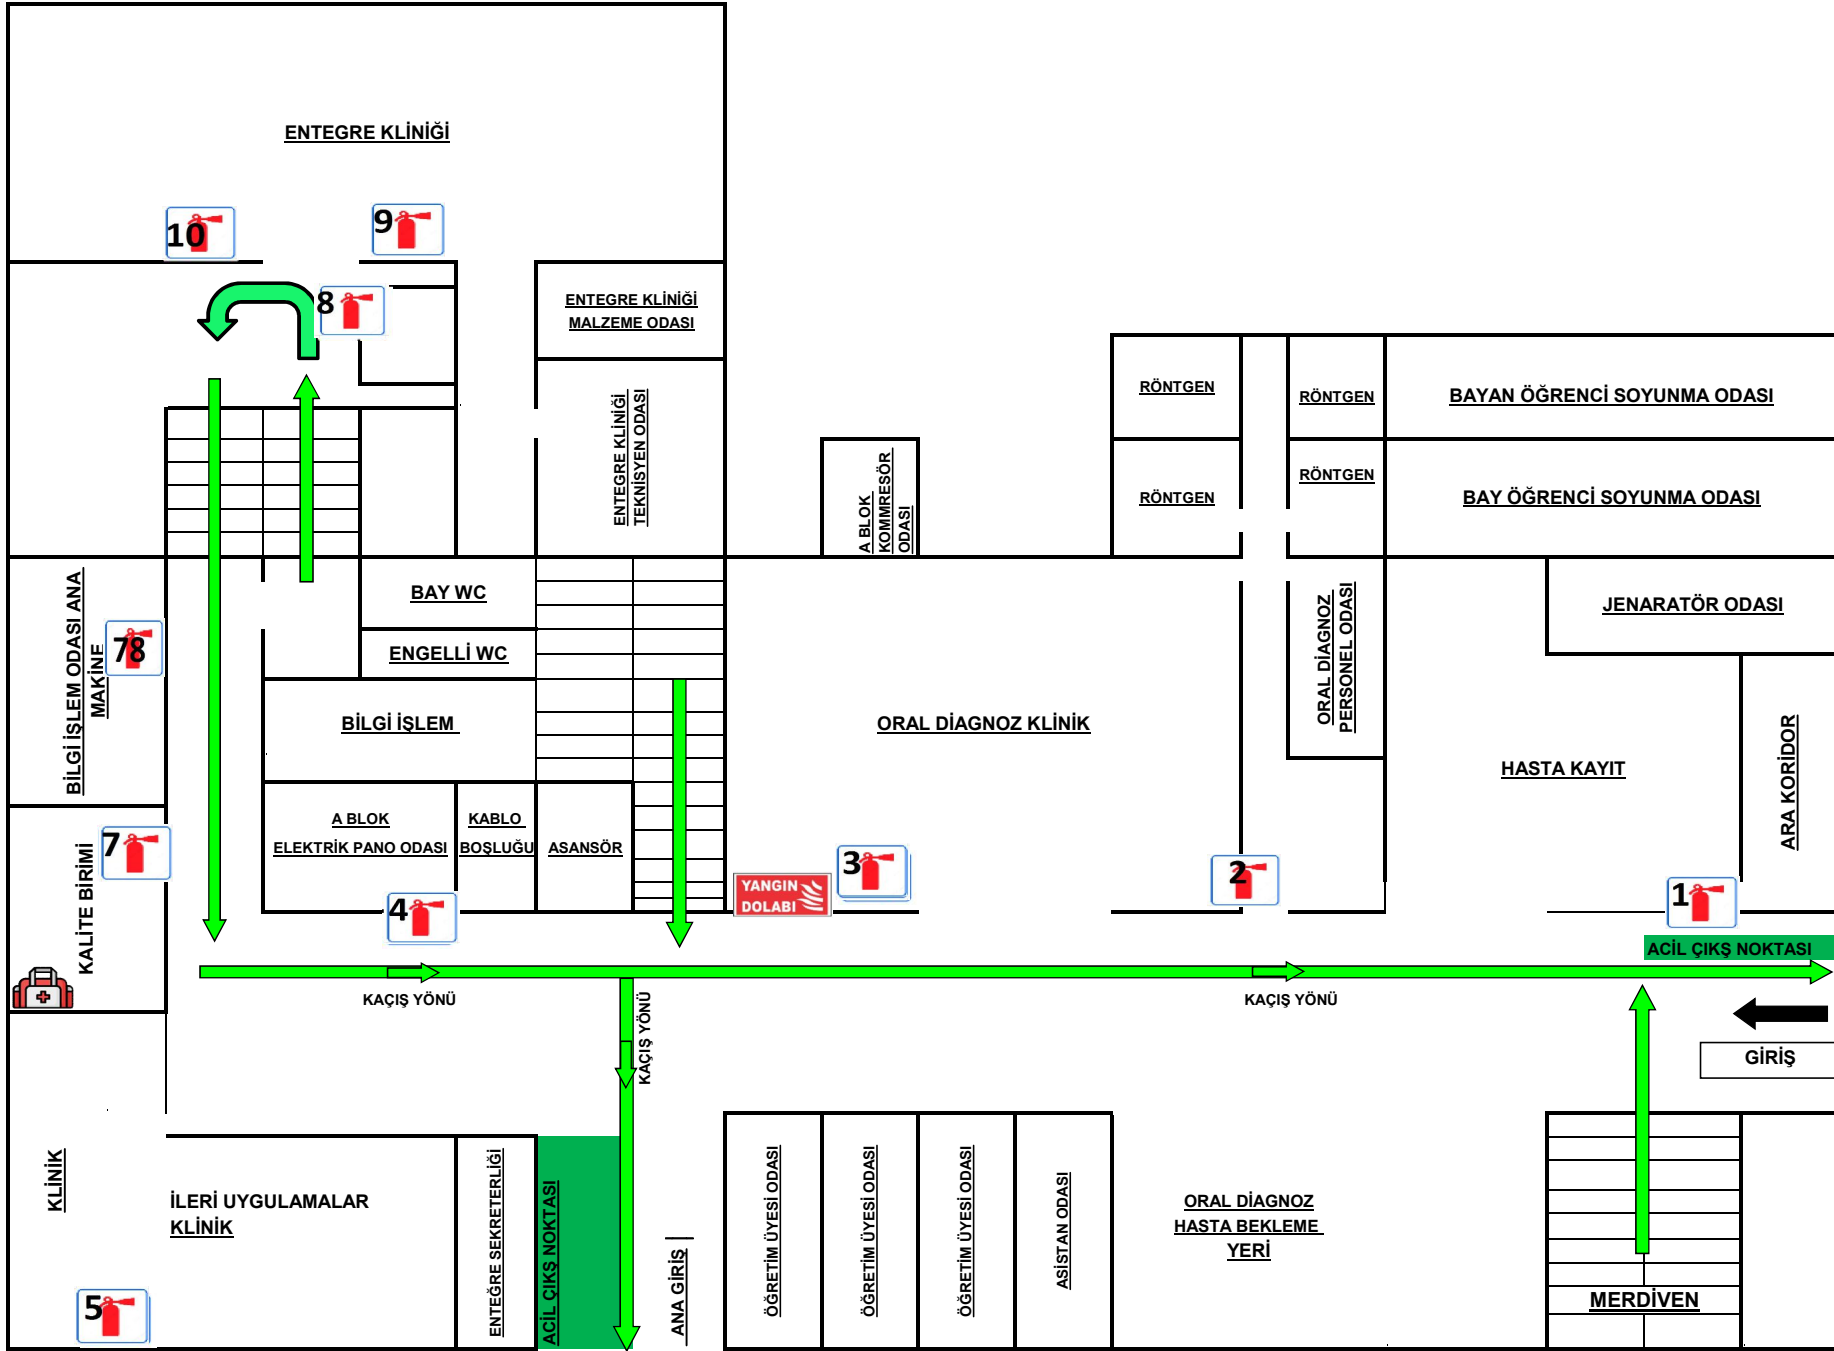 ENTEGRE KLİNİĞİ
10
9
8
ENTEGRE KLİNİĞİ
MALZEME ODASI
ENTEGRE KLİNİĞİ
TEKNİSYEN ODASI
A BLOK
KOMMRESÖR
ODASI
RÖNTGEN
RÖNTGEN
BAYAN ÖĞRENCİ SOYUNMA ODASI
RÖNTGEN
RÖNTGEN
BAY ÖĞRENCİ SOYUNMA ODASI
BİLGİ İŞLEM ODASI ANA
MAKİNE
78
BAY WC
ENGELLİ WC
BİLGİ İŞLEM
ORAL DİAGNOZ KLİNİK
ORAL DİAGNOZ
PERSONEL ODASI
JENARATÖR ODASI
HASTA KAYIT
ARA KORİDOR
KALİTE BİRİMİ
7
A BLOK
ELEKTRİK PANO ODASI
KABLO
BOŞLUĞU
ASANSÖR
4
YANGIN
DOLABI
3
2
1
ACİL ÇIKŞ NOKTASI
KAÇIŞ YÖNÜ
KAÇIŞ YÖNÜ
KAÇIŞ YÖNÜ
GİRİŞ
KLİNİK
İLERİ UYGULAMALAR
KLİNİK
5
ENTEĞRE SEKRETERLİĞİ
ACİL ÇIKŞ NOKTASI
ANA GİRİŞ
ÖĞRETİM ÜYESİ ODASI
ÖĞRETİM ÜYESİ ODASI
ÖĞRETİM ÜYESİ ODASI
ASİSTAN ODASI
ORAL DİAGNOZ
HASTA BEKLEME
YERİ
MERDİVEN